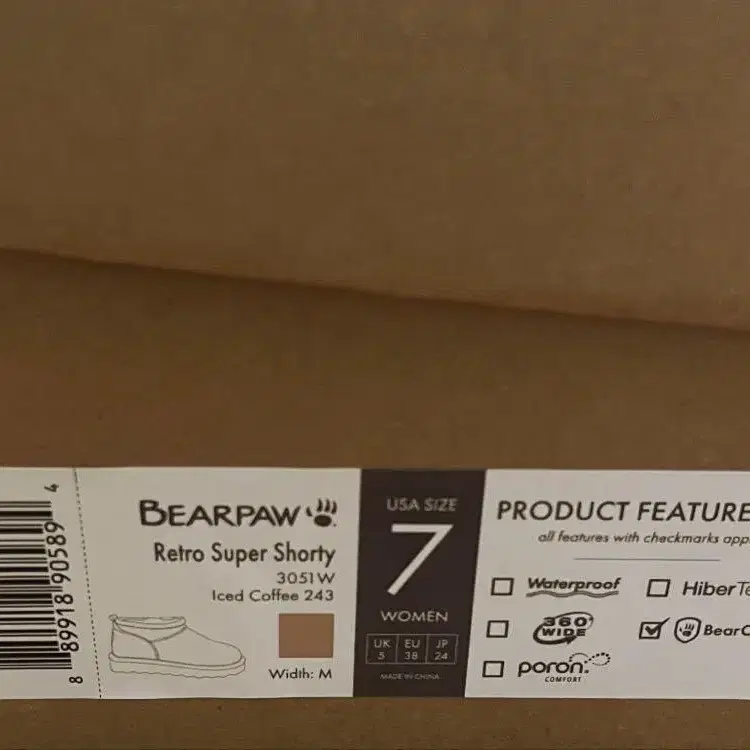 8 89918 90589 4
BEARPAW
Retro Super Shorty
3051W
Iced Coffee 243
Width: M
USA SIZE
7
WOMEN
UK EU JP
5 38 24
MADE IN CHINA
PRODUCT FEATURE
all features with checkmarks app
Waterproof
HiberTe
360°
WIDE
BearC
poron
COMFORT